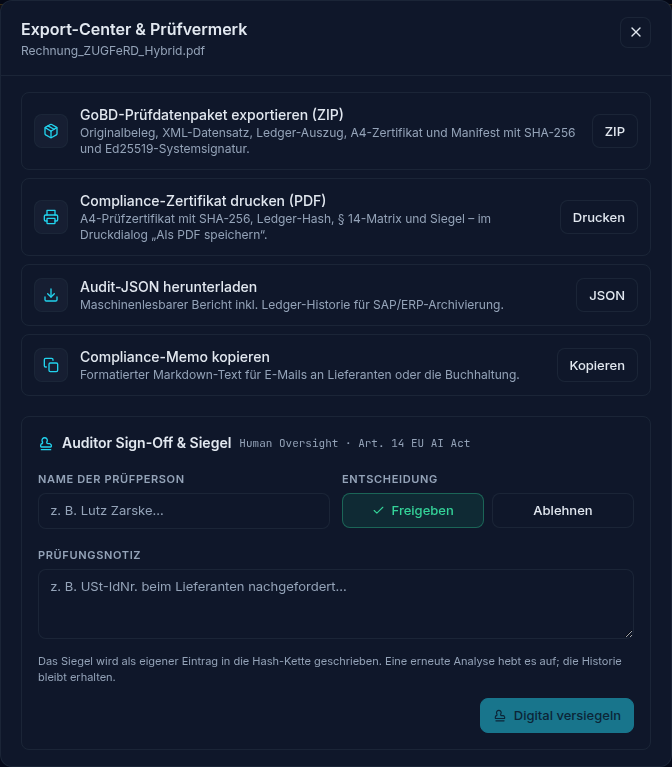 Export-Center & Prüfvermerk
Rechnung_ZUGFeRD_Hybrid.pdf
GoBD-Prüfdatenpaket exportieren (ZIP)
Originalbeleg, XML-Datensatz, Ledger-Auszug, A4-Zertifikat und Manifest mit SHA-256
und Ed25519-Systemsignatur.
ZIP
Compliance-Zertifikat drucken (PDF)
A4-Prüfzertifikat mit SHA-256, Ledger-Hash, § 14-Matrix und Siegel – im
Druckdialog „Als PDF speichern“.
Drucken
Audit-JSON herunterladen
Maschinenlesbarer Bericht inkl. Ledger-Historie für SAP/ERP-Archivierung.
JSON
Compliance-Memo kopieren
Formatierter Markdown-Text für E-Mails an Lieferanten oder die Buchhaltung.
Kopieren
Auditor Sign-Off & Siegel Human Oversight · Art. 14 EU AI Act
NAME DER PRÜFPERSON
z. B. Lutz Zarske...
ENTSCHEIDUNG
Freigeben
Ablehnen
PRÜFUNGSNOTIZ
z. B. USt-IdNr. beim Lieferanten nachgefordert...
Das Siegel wird als eigener Eintrag in die Hash-Kette geschrieben. Eine erneute Analyse hebt es auf; die Historie
bleibt erhalten.
Digital versiegeln